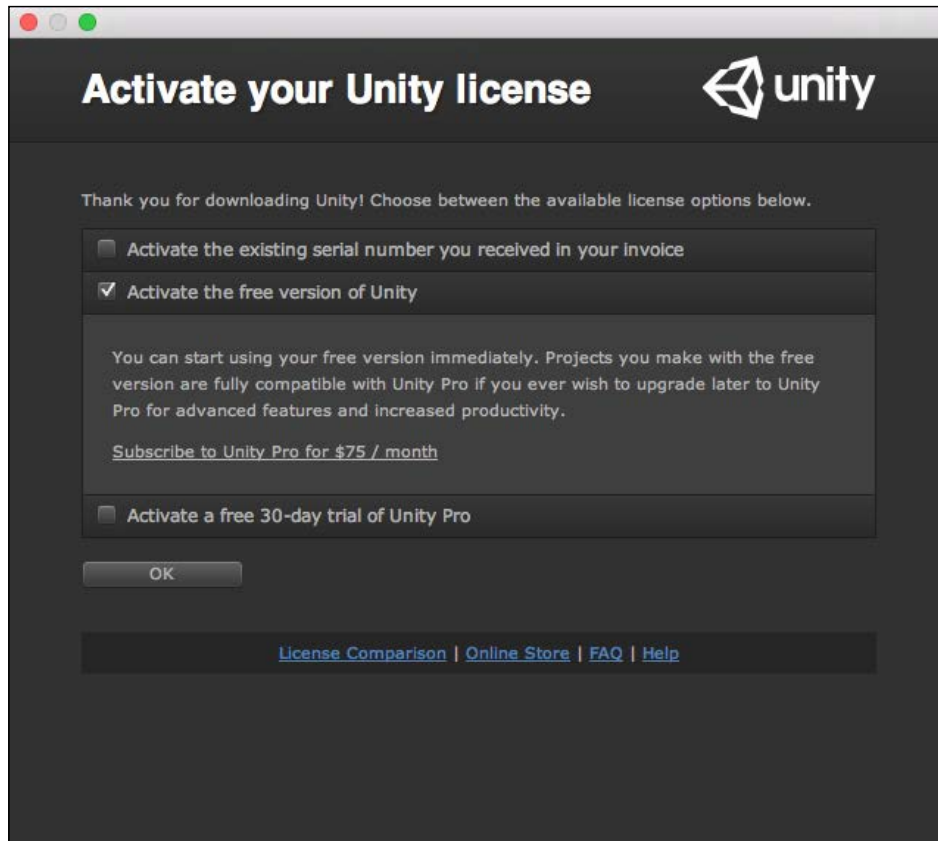 Activate your Unity license
unity
Thank you for downloading Unity! Choose between the available license options below.
Activate the existing serial number you received in your invoice
Activate the free version of Unity
You can start using your free version immediately. Projects you make with the free
version are fully compatible with Unity Pro if you ever wish to upgrade later to Unity
Pro for advanced features and increased productivity.
Subscribe to Unity Pro for $75 / month
Activate a free 30-day trial of Unity Pro
OK
License Comparison | Online Store | FAQ | Help